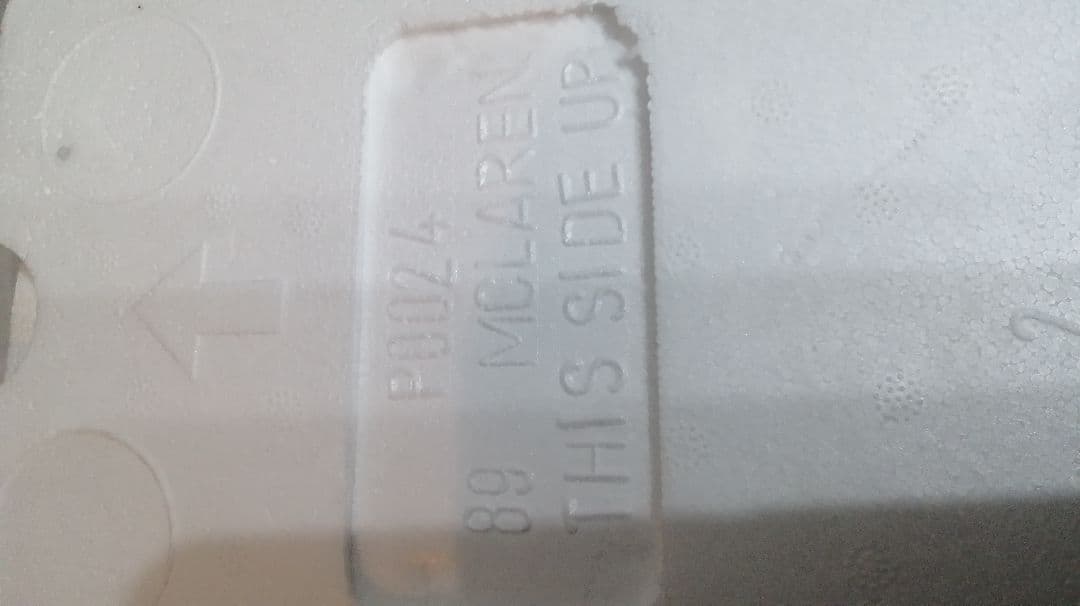 P0024
89 MCLAREN
THIS SIDE UP